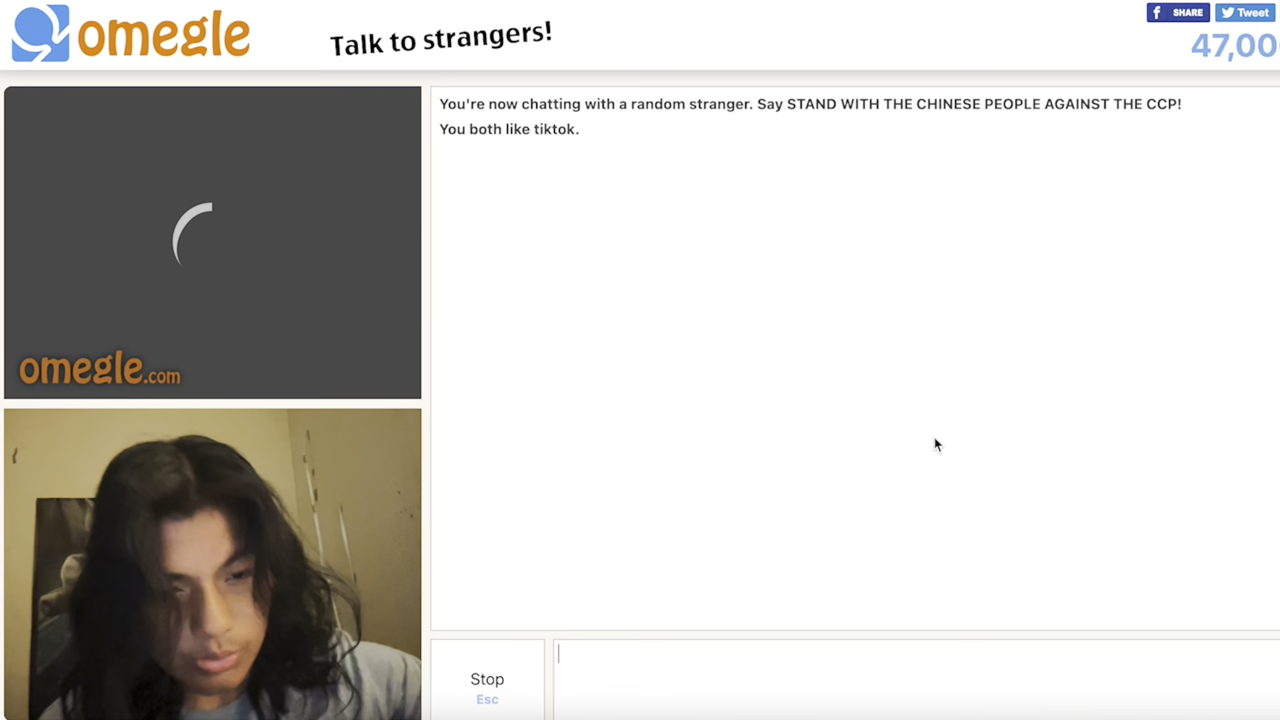 omegle
Talk to strangers!
f SHARE
Tweet
47,00
You're now chatting with a random stranger. Say STAND WITH THE CHINESE PEOPLE AGAINST THE CCP!
You both like tiktok.
omegle.com
Stop
Esc